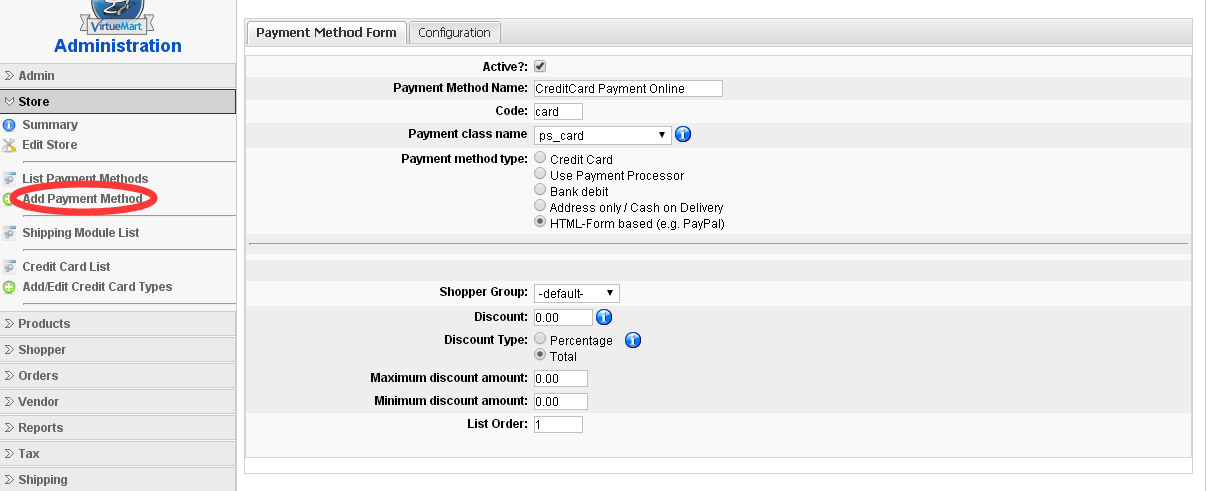 VirtueMart
Administration
Admin
Store
Summary
Edit Store
List Payment Methods
Add Payment Method
Shipping Module List
Credit Card List
Add/Edit Credit Card Types
Products
Shopper
Orders
Vendor
Reports
Tax
Shipping
Payment Method Form Configuration
Active?:
Payment Method Name: CreditCard Payment Online
Code: card
Payment class name ps_card
Payment method type: Credit Card
Use Payment Processor
Bank debit
Address only / Cash on Delivery
HTML-Form based (e.g. PayPal)
Shopper Group: -default-
Discount: 0.00
Discount Type: Percentage
Total
Maximum discount amount: 0.00
Minimum discount amount: 0.00
List Order: 1